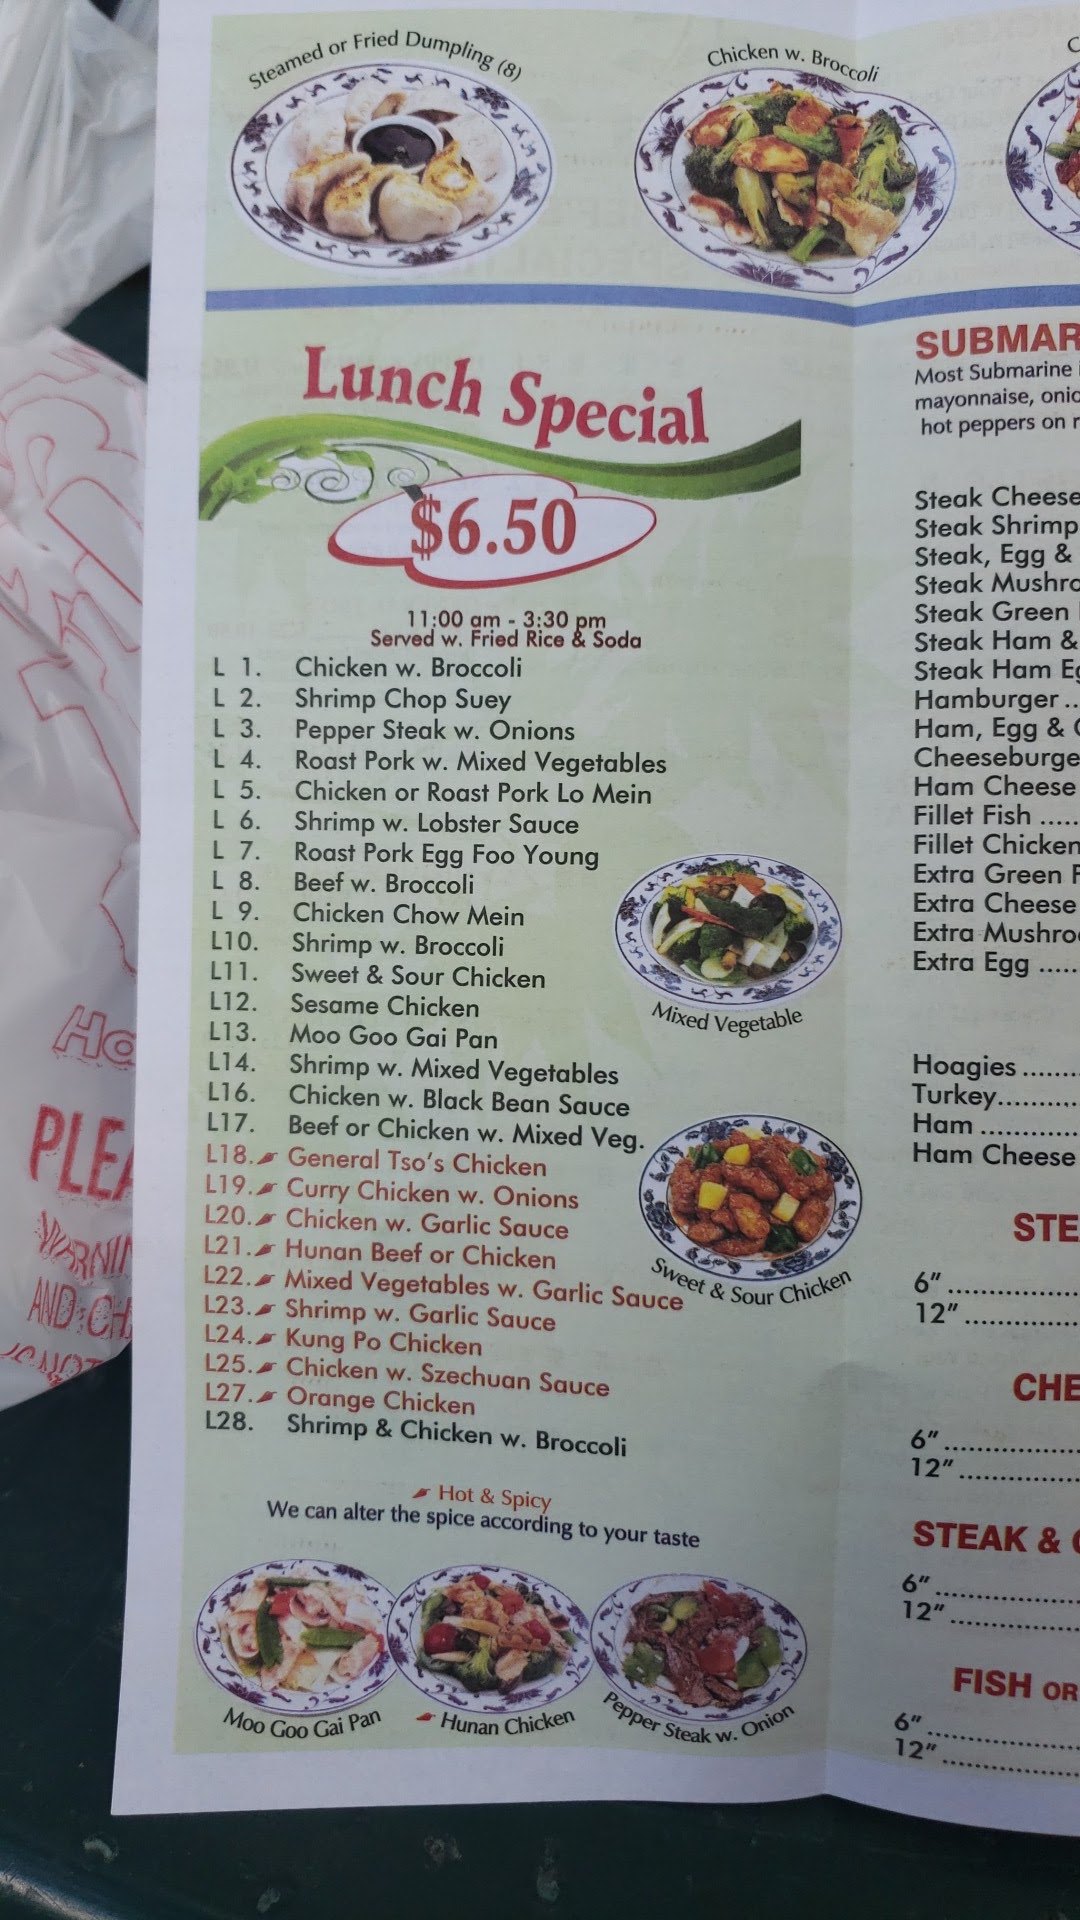 Steamed or Fried Dumpling (8)
Chicken w. Broccoli
Lunch Special
$6.50
11:00 am - 3:30 pm
Served w. Fried Rice & Soda
L 1. Chicken w. Broccoli
L 2. Shrimp Chop Suey
L 3. Pepper Steak w. Onions
L 4. Roast Pork w. Mixed Vegetables
L 5. Chicken or Roast Pork Lo Mein
L 6. Shrimp w. Lobster Sauce
L 7. Roast Pork Egg Foo Young
L 8. Beef w. Broccoli
L 9. Chicken Chow Mein
L10. Shrimp w. Broccoli
L11. Sweet & Sour Chicken
L12. Sesame Chicken
L13. Moo Goo Gai Pan
L14. Shrimp w. Mixed Vegetables
L16. Chicken w. Black Bean Sauce
L17. Beef or Chicken w. Mixed Veg.
L18. General Tso's Chicken
L19. Curry Chicken w. Onions
L20. Chicken w. Garlic Sauce
L21. Hunan Beef or Chicken
L22. Mixed Vegetables w. Garlic Sauce
L23. Shrimp w. Garlic Sauce
L24. Kung Po Chicken
L25. Chicken w. Szechuan Sauce
L27. Orange Chicken
L28. Shrimp & Chicken w. Broccoli
Mixed Vegetable
Sweet & Sour Chicken
Hot & Spicy
We can alter the spice according to your taste
Moo Goo Gai Pan
Hunan Chicken
Pepper Steak w. Onion
SUBMAR
Most Submarine
mayonnaise, onio
hot peppers on r
Steak Cheese
Steak Shrimp
Steak, Egg &
Steak Mushro
Steak Green
Steak Ham &
Steak Ham Eg
Hamburger ..
Ham, Egg & C
Cheeseburge
Ham Cheese
Fillet Fish .....
Fillet Chicken
Extra Green P
Extra Cheese
Extra Mushroo
Extra Egg .....
Hoagies .......
Turkey..........
Ham ............
Ham Cheese
STE
6" ................
12" ..............
CHE
6" ................
12" ..............
STEAK & C
6" ................
12" ..............
FISH OR
6" ................
12" ..............
Ha
PLEA
WARNIN
AND CH